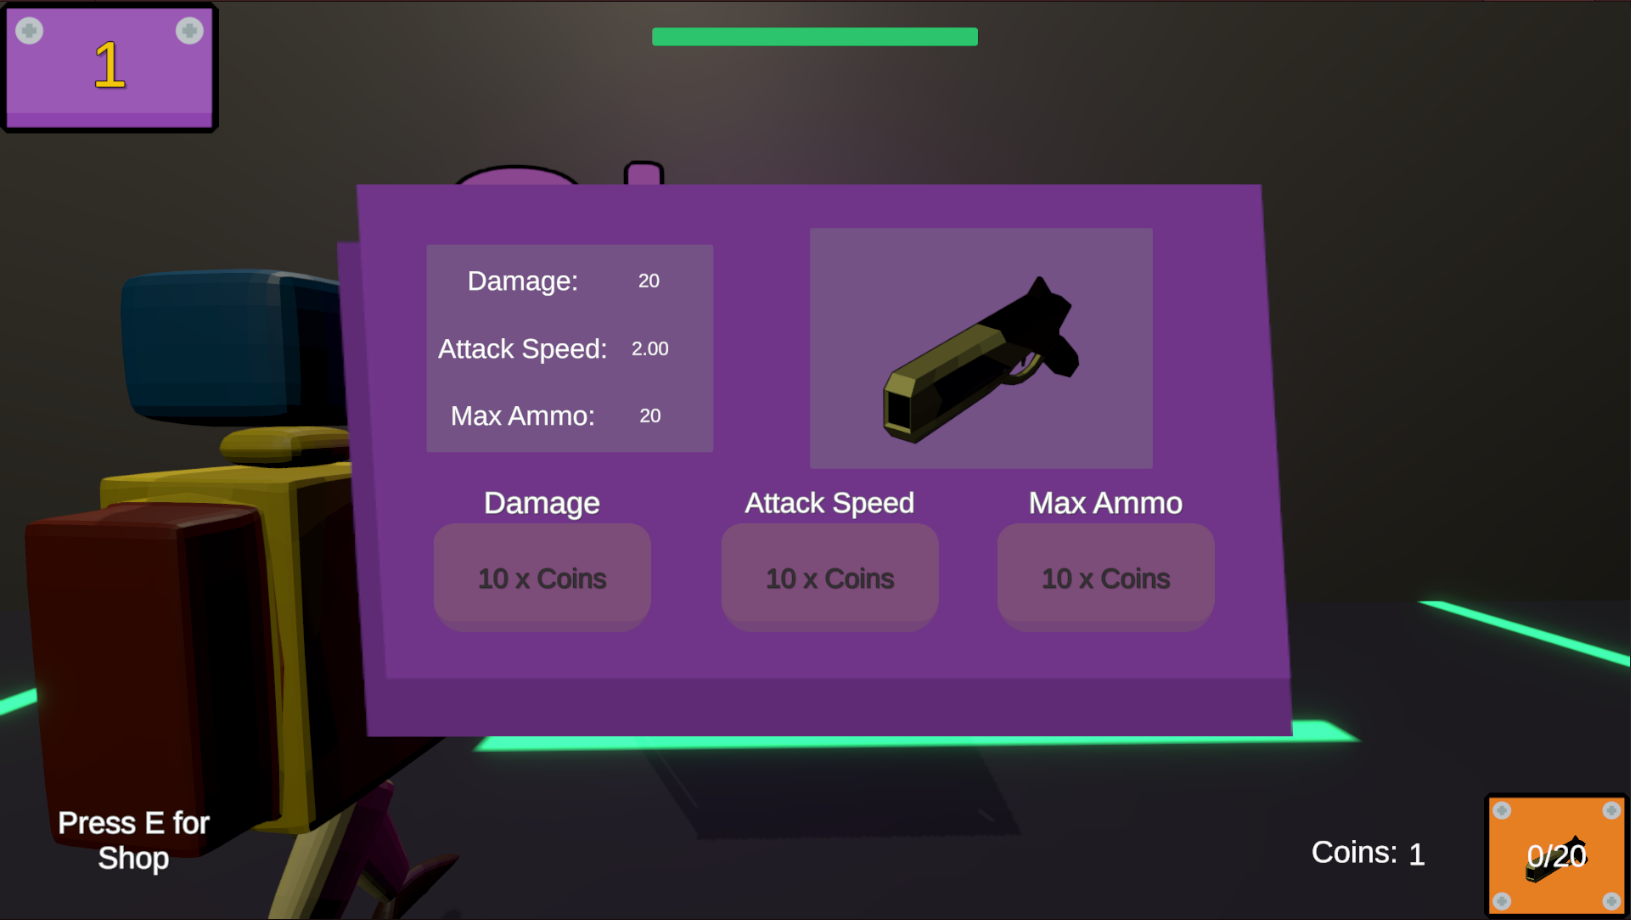 1
Damage: 20
Attack Speed: 2.00
Max Ammo: 20
Damage
Attack Speed
Max Ammo
10 x Coins
10 x Coins
10 x Coins
Press E for
Shop
Coins: 1
0/20